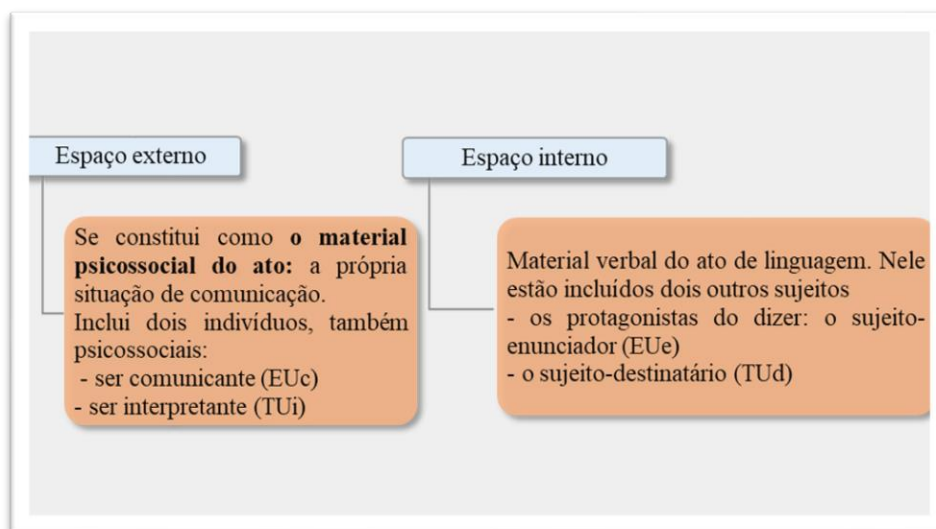 Espaço externo
Se constitui como o material
psicossocial do ato: a própria
situação de comunicação.
Inclui dois indivíduos, também
psicossociais:
- ser comunicante (EUc)
- ser interpretante (TUi)
Espaço interno
Material verbal do ato de linguagem. Nele
estão incluídos dois outros sujeitos
- os protagonistas do dizer: o sujeito-
enunciador (EUe)
- o sujeito-destinatário (TUd)